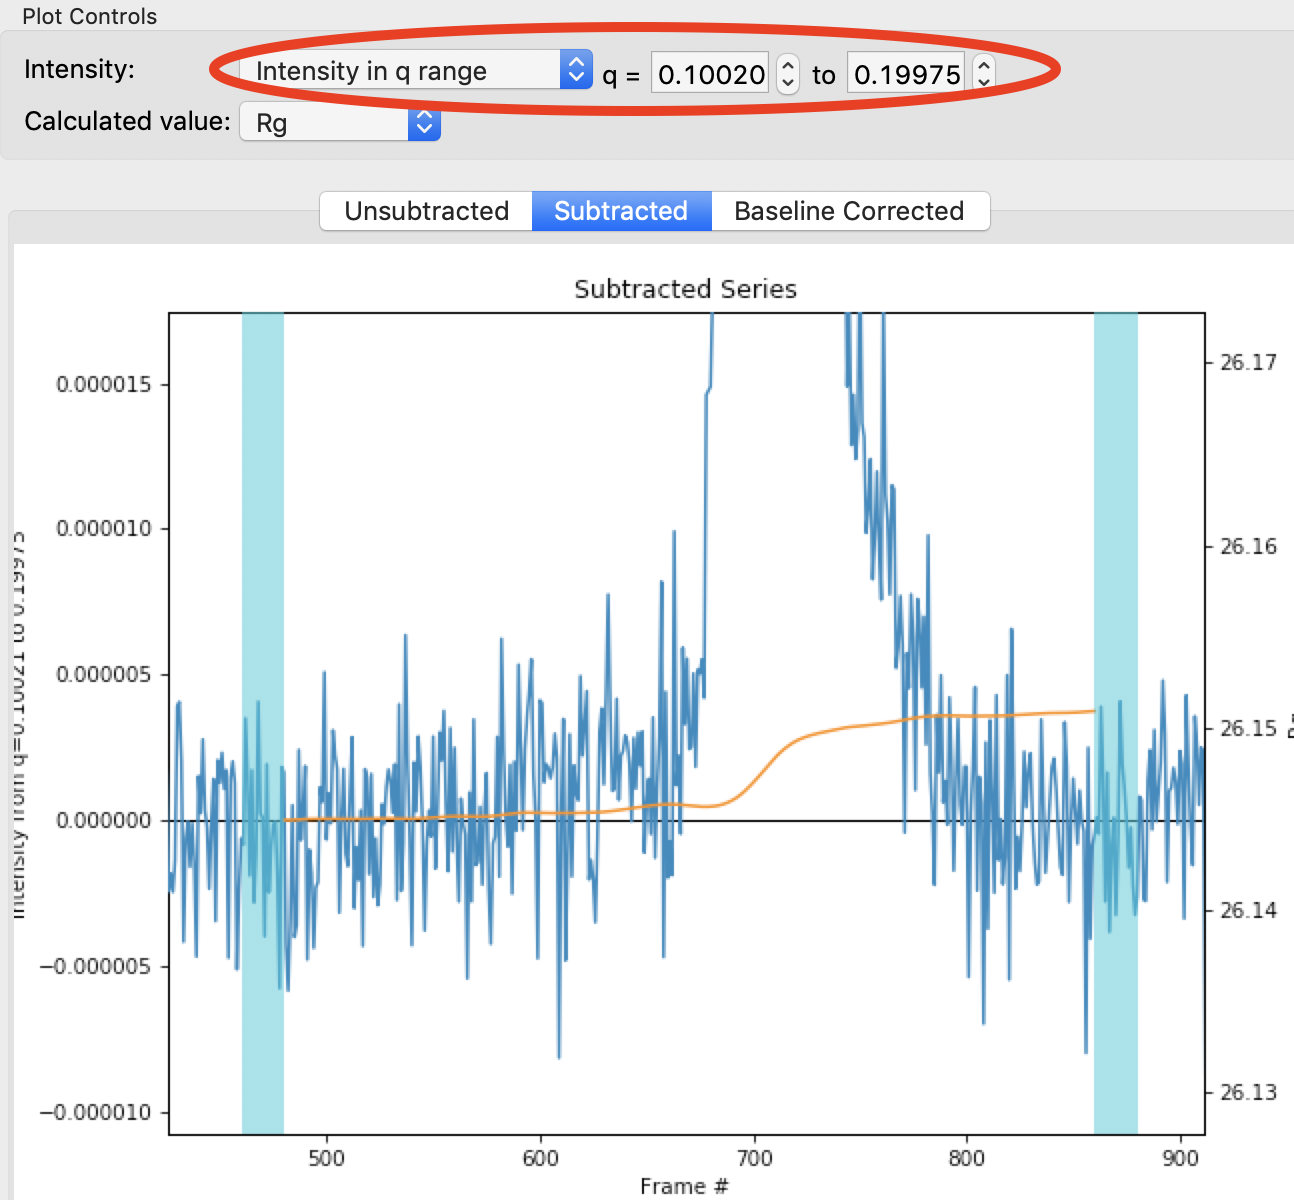 Plot Controls
Intensity: Intensity in q range q = 0.10020 to 0.19975
Calculated value: Rg
Unsubtracted Subtracted Baseline Corrected
Subtracted Series
0.000015
0.000010
0.000005
0.000000
−0.000005
−0.000010
26.17
26.16
26.15
26.14
26.13
Intensity from q=0.10021 to 0.19975
500 600 700 800 900
Frame #